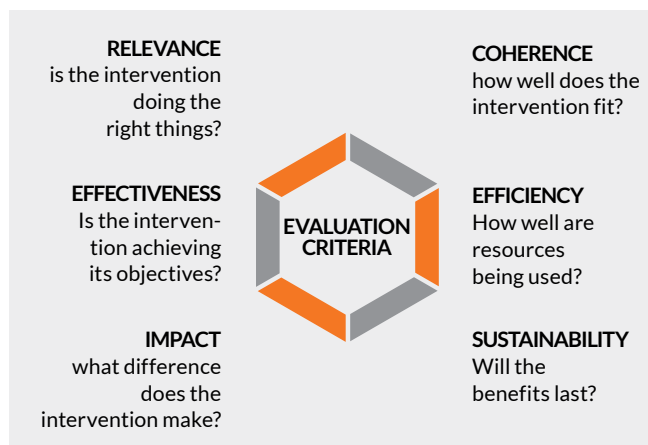 RELEVANCE
is the intervention
doing the
right things?
COHERENCE
how well does the
intervention fit?
EFFECTIVENESS
Is the interven-
tion achieving
its objectives?
EVALUATION
CRITERIA
EFFICIENCY
How well are
resources
being used?
IMPACT
what difference
does the
intervention make?
SUSTAINABILITY
Will the
benefits last?